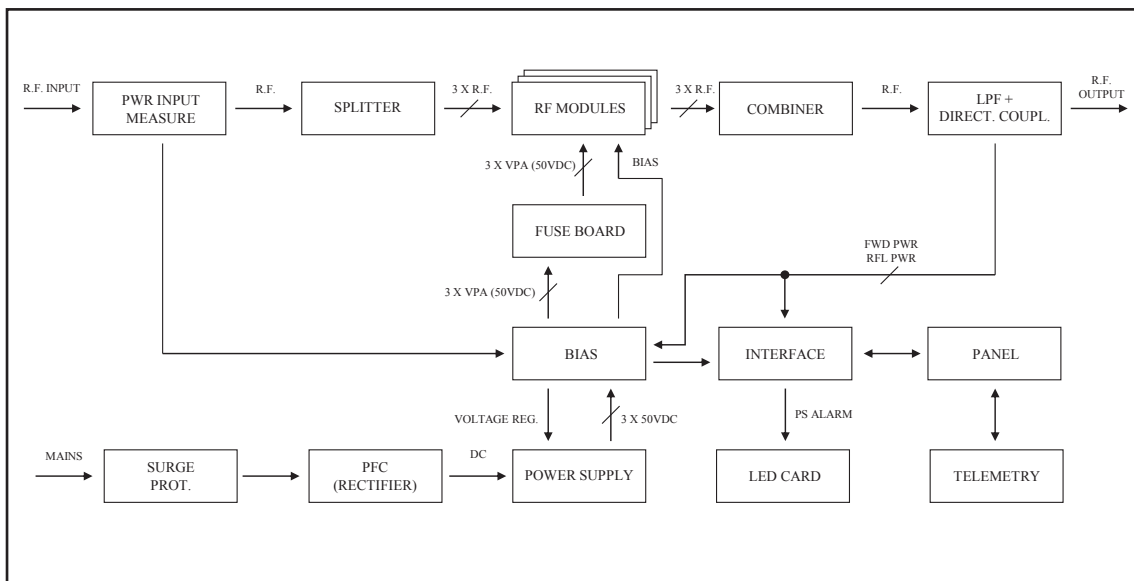 R.F. INPUT
PWR INPUT
MEASURE
R.F.
SPLITTER
3 X R.F.
RF MODULES
3 X R.F.
COMBINER
R.F.
LPF +
DIRECT. COUPL.
R.F.
OUTPUT
3 X VPA (50VDC)
BIAS
FUSE BOARD
FWD PWR
RFL PWR
3 X VPA (50VDC)
BIAS
INTERFACE
PANEL
VOLTAGE REG.
3 X 50VDC
PS ALARM
MAINS
SURGE
PROT.
PFC
(RECTIFIER)
DC
POWER SUPPLY
LED CARD
TELEMETRY